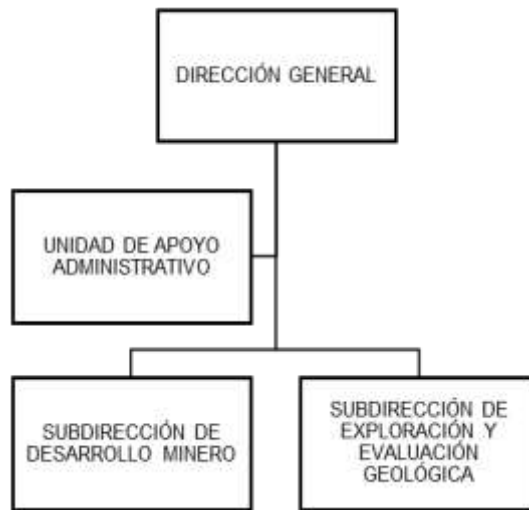 DIRECCIÓN GENERAL
UNIDAD DE APOYO
ADMINISTRATIVO
SUBDIRECCIÓN DE
DESARROLLO MINERO
SUBDIRECCIÓN DE
EXPLORACIÓN Y
EVALUACIÓN
GEOLÓGICA